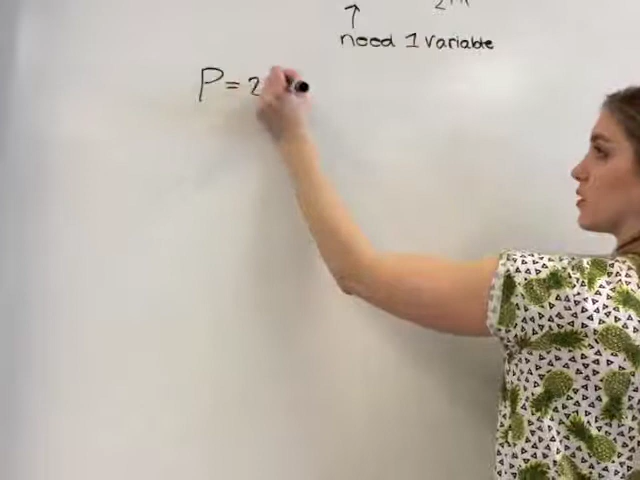 need 1 variable
P = 2